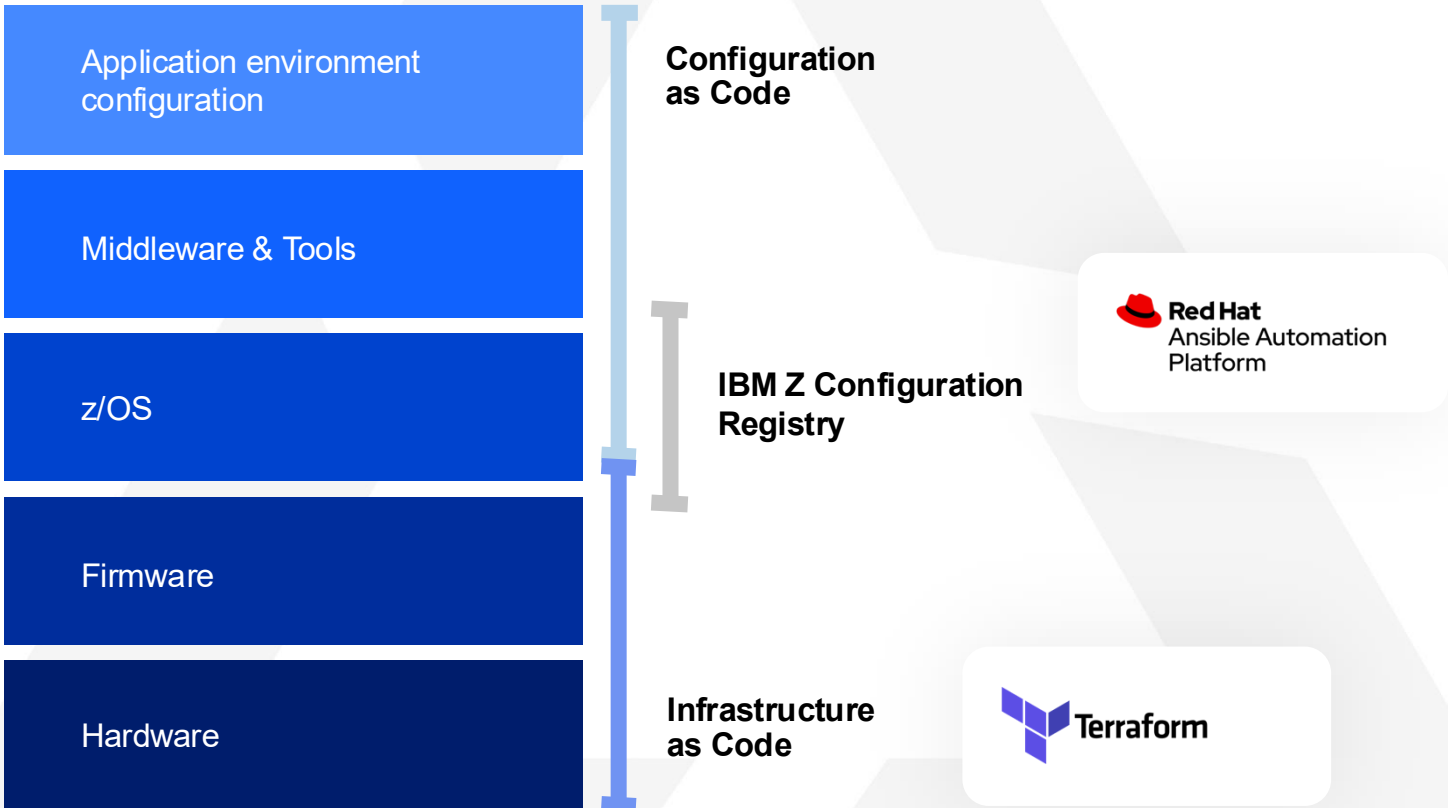 Application environment
configuration
Configuration
as Code
Middleware & Tools
Red Hat
Ansible Automation
Platform
z/OS
IBM Z Configuration
Registry
Firmware
Hardware
Infrastructure
as Code
Terraform